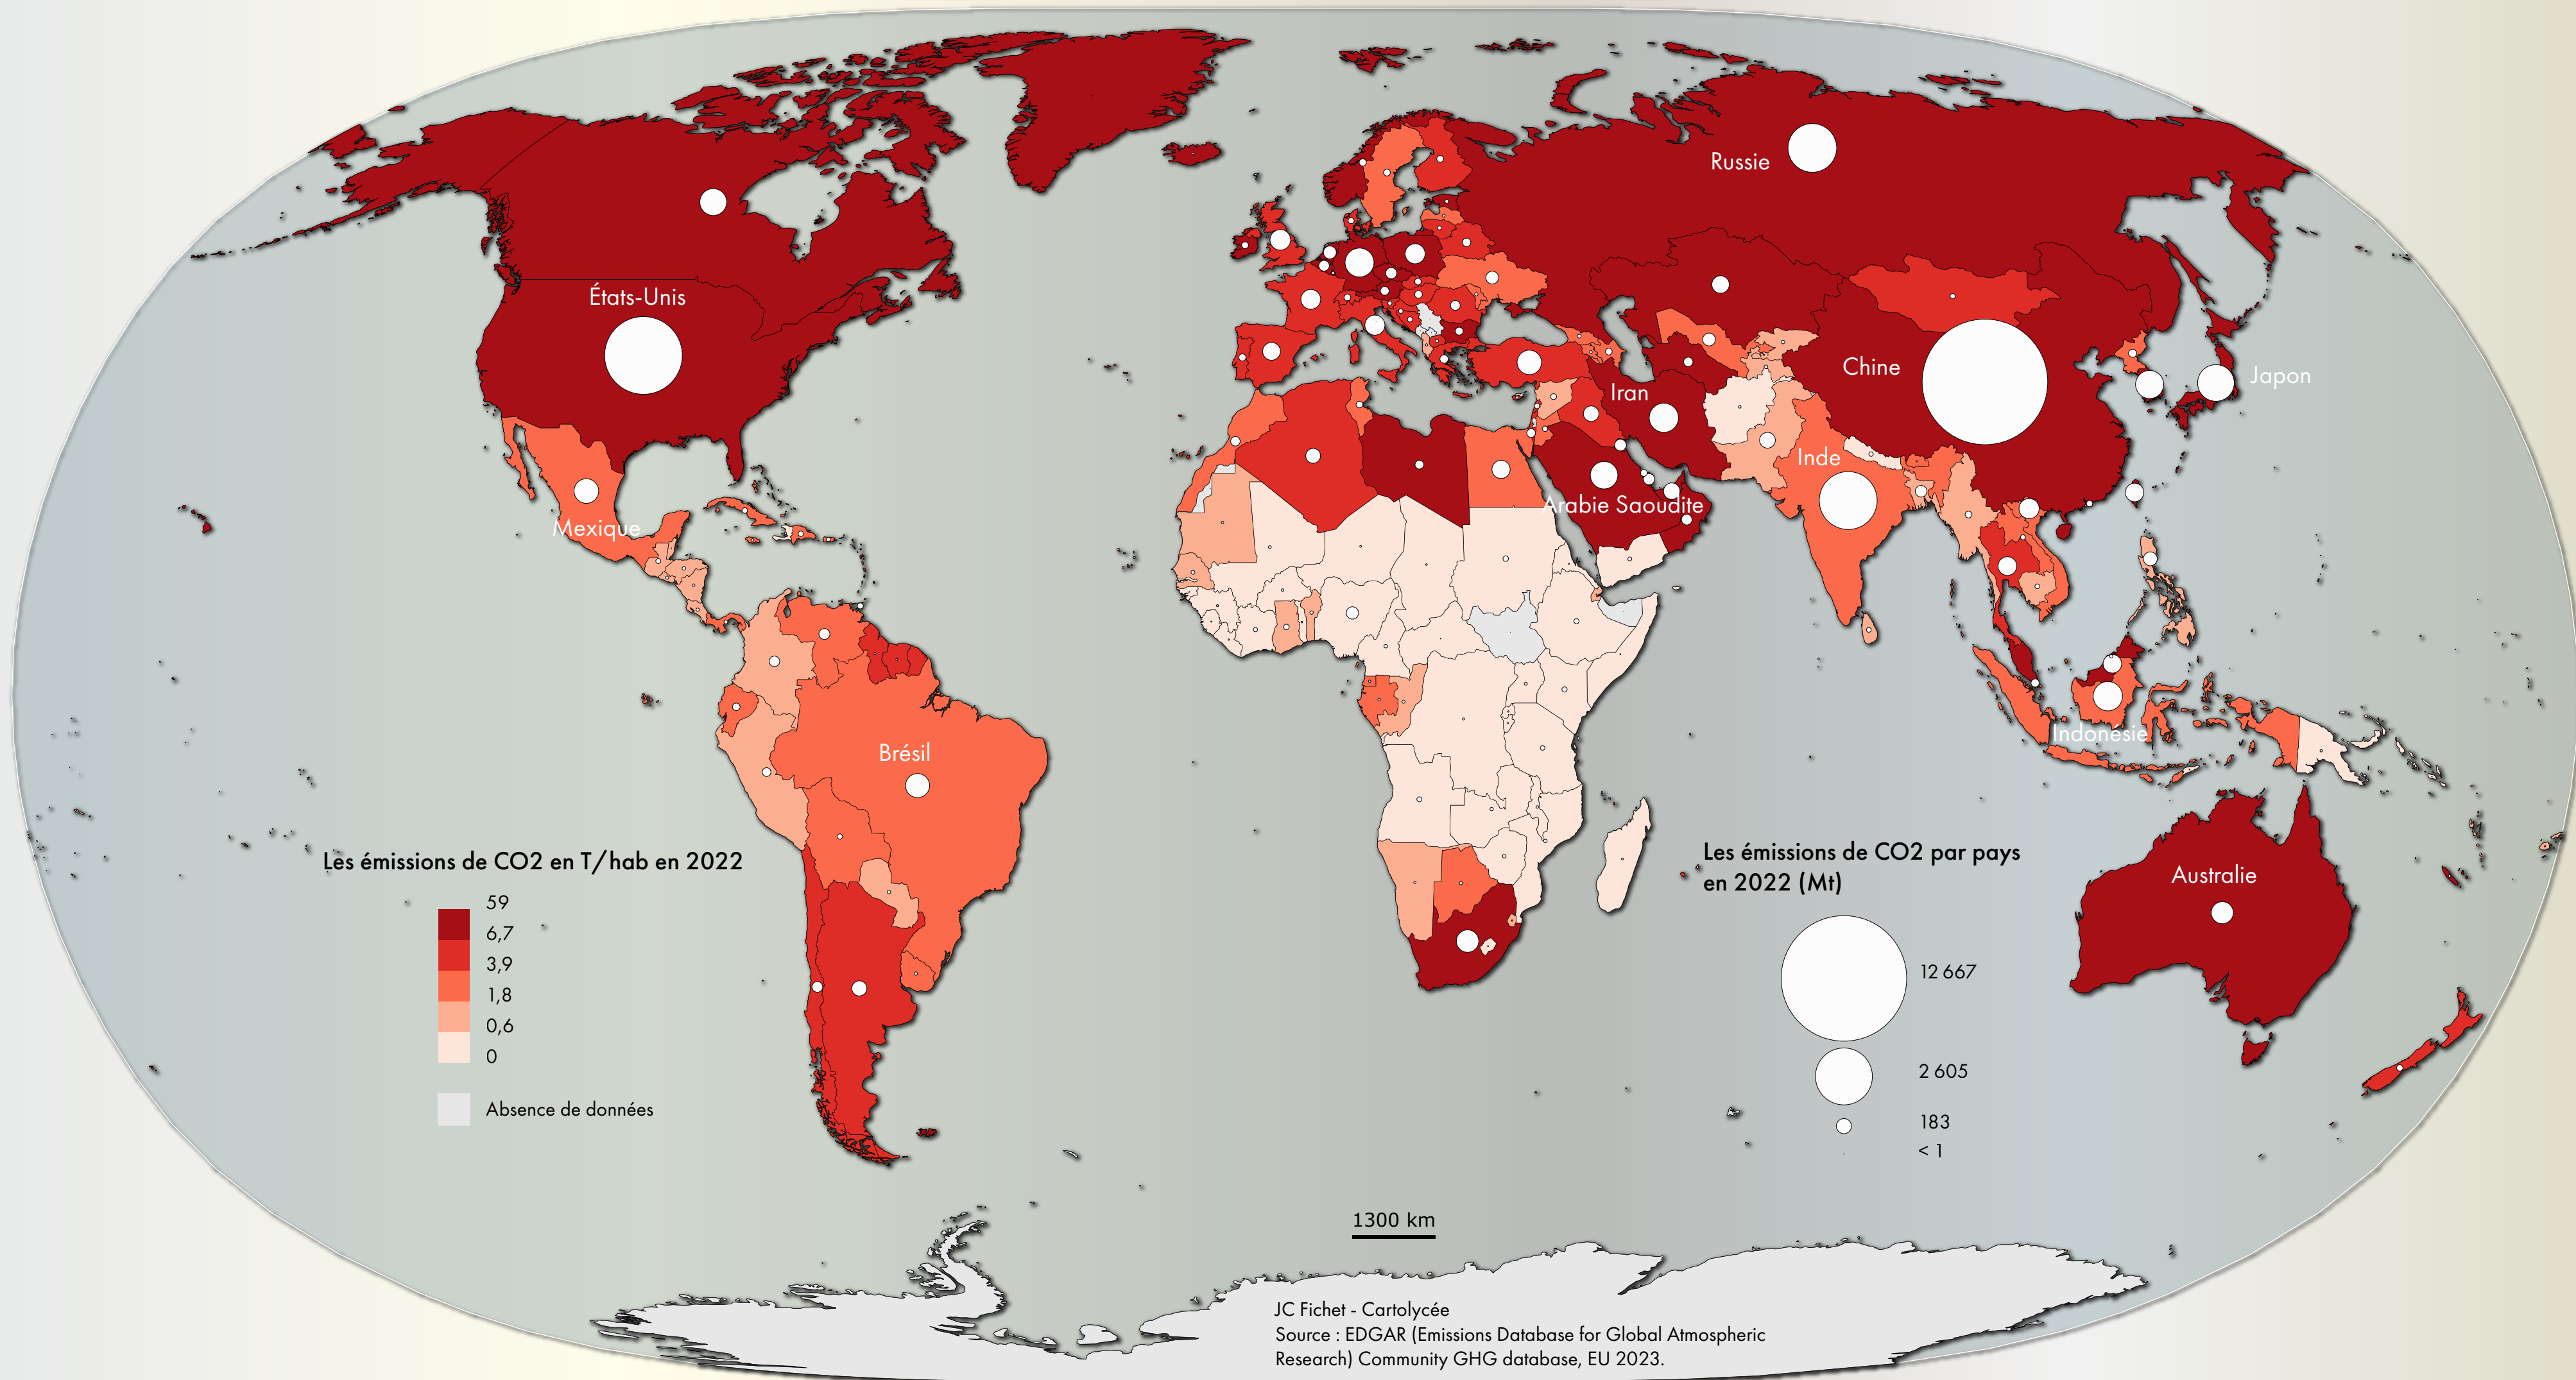 Russie
États-Unis
Chine
Japon
Iran
Inde
Arabie Saoudite
Mexique
Indonésie
Brésil
Australie
Les émissions de CO2 en T/hab en 2022
59
6,7
3,9
1,8
0,6
0
Absence de données
Les émissions de CO2 par pays
en 2022 (Mt)
12 667
2 605
183
< 1
1300 km
JC Fichet - Cartolycée
Source : EDGAR (Emissions Database for Global Atmospheric
Research) Community GHG database, EU 2023.